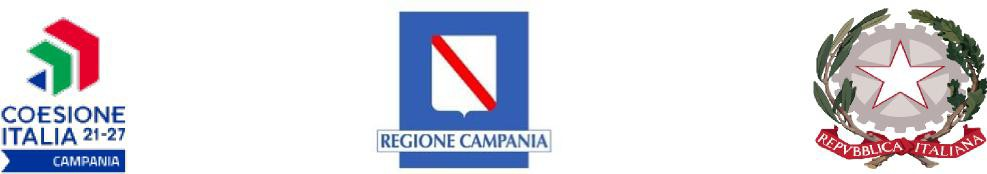 COESIONE
ITALIA 21-27
CAMPANIA
REGIONE CAMPANIA
REPVBBLICA ITALIANA